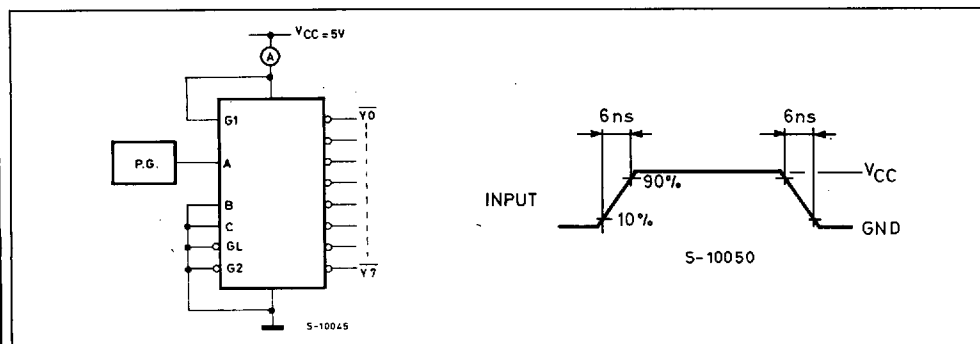 VCC = 5V
A
G1
Y0
P.G.
A
B
C
GL
G2
Y7
S-10045
6ns
6ns
INPUT
90%
10%
VCC
GND
S-10050